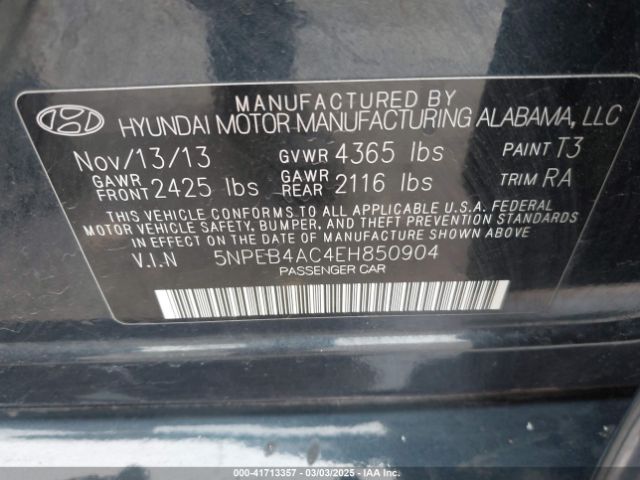 MANUFACTURED BY
HYUNDAI MOTOR MANUFACTURING ALABAMA, LLC
Nov/13/13 GVWR 4365 lbs PAINT T3
GAWR FRONT 2425 lbs GAWR REAR 2116 lbs TRIM RA
THIS VEHICLE CONFORMS TO ALL APPLICABLE U.S.A. FEDERAL
MOTOR VEHICLE SAFETY, BUMPER, AND THEFT PREVENTION STANDARDS
IN EFFECT ON THE DATE OF MANUFACTURE SHOWN ABOVE.
V.I.N 5NPEB4AC4EH850904
PASSENGER CAR
000-41713357 - 03/03/2025 - IAAI.COM